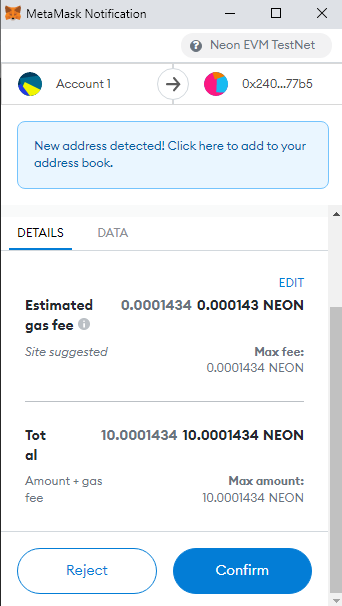 MetaMask Notification
Neon EVM TestNet
Account 1
0x240...77b5
New address detected! Click here to add to your
address book.
DETAILS
DATA
EDIT
Estimated
gas fee
0.0001434 0.000143 NEON
Site suggested
Max fee:
0.0001434 NEON
Tot
al
10.0001434 10.0001434 NEON
Amount + gas
fee
Max amount:
10.0001434 NEON
Reject
Confirm